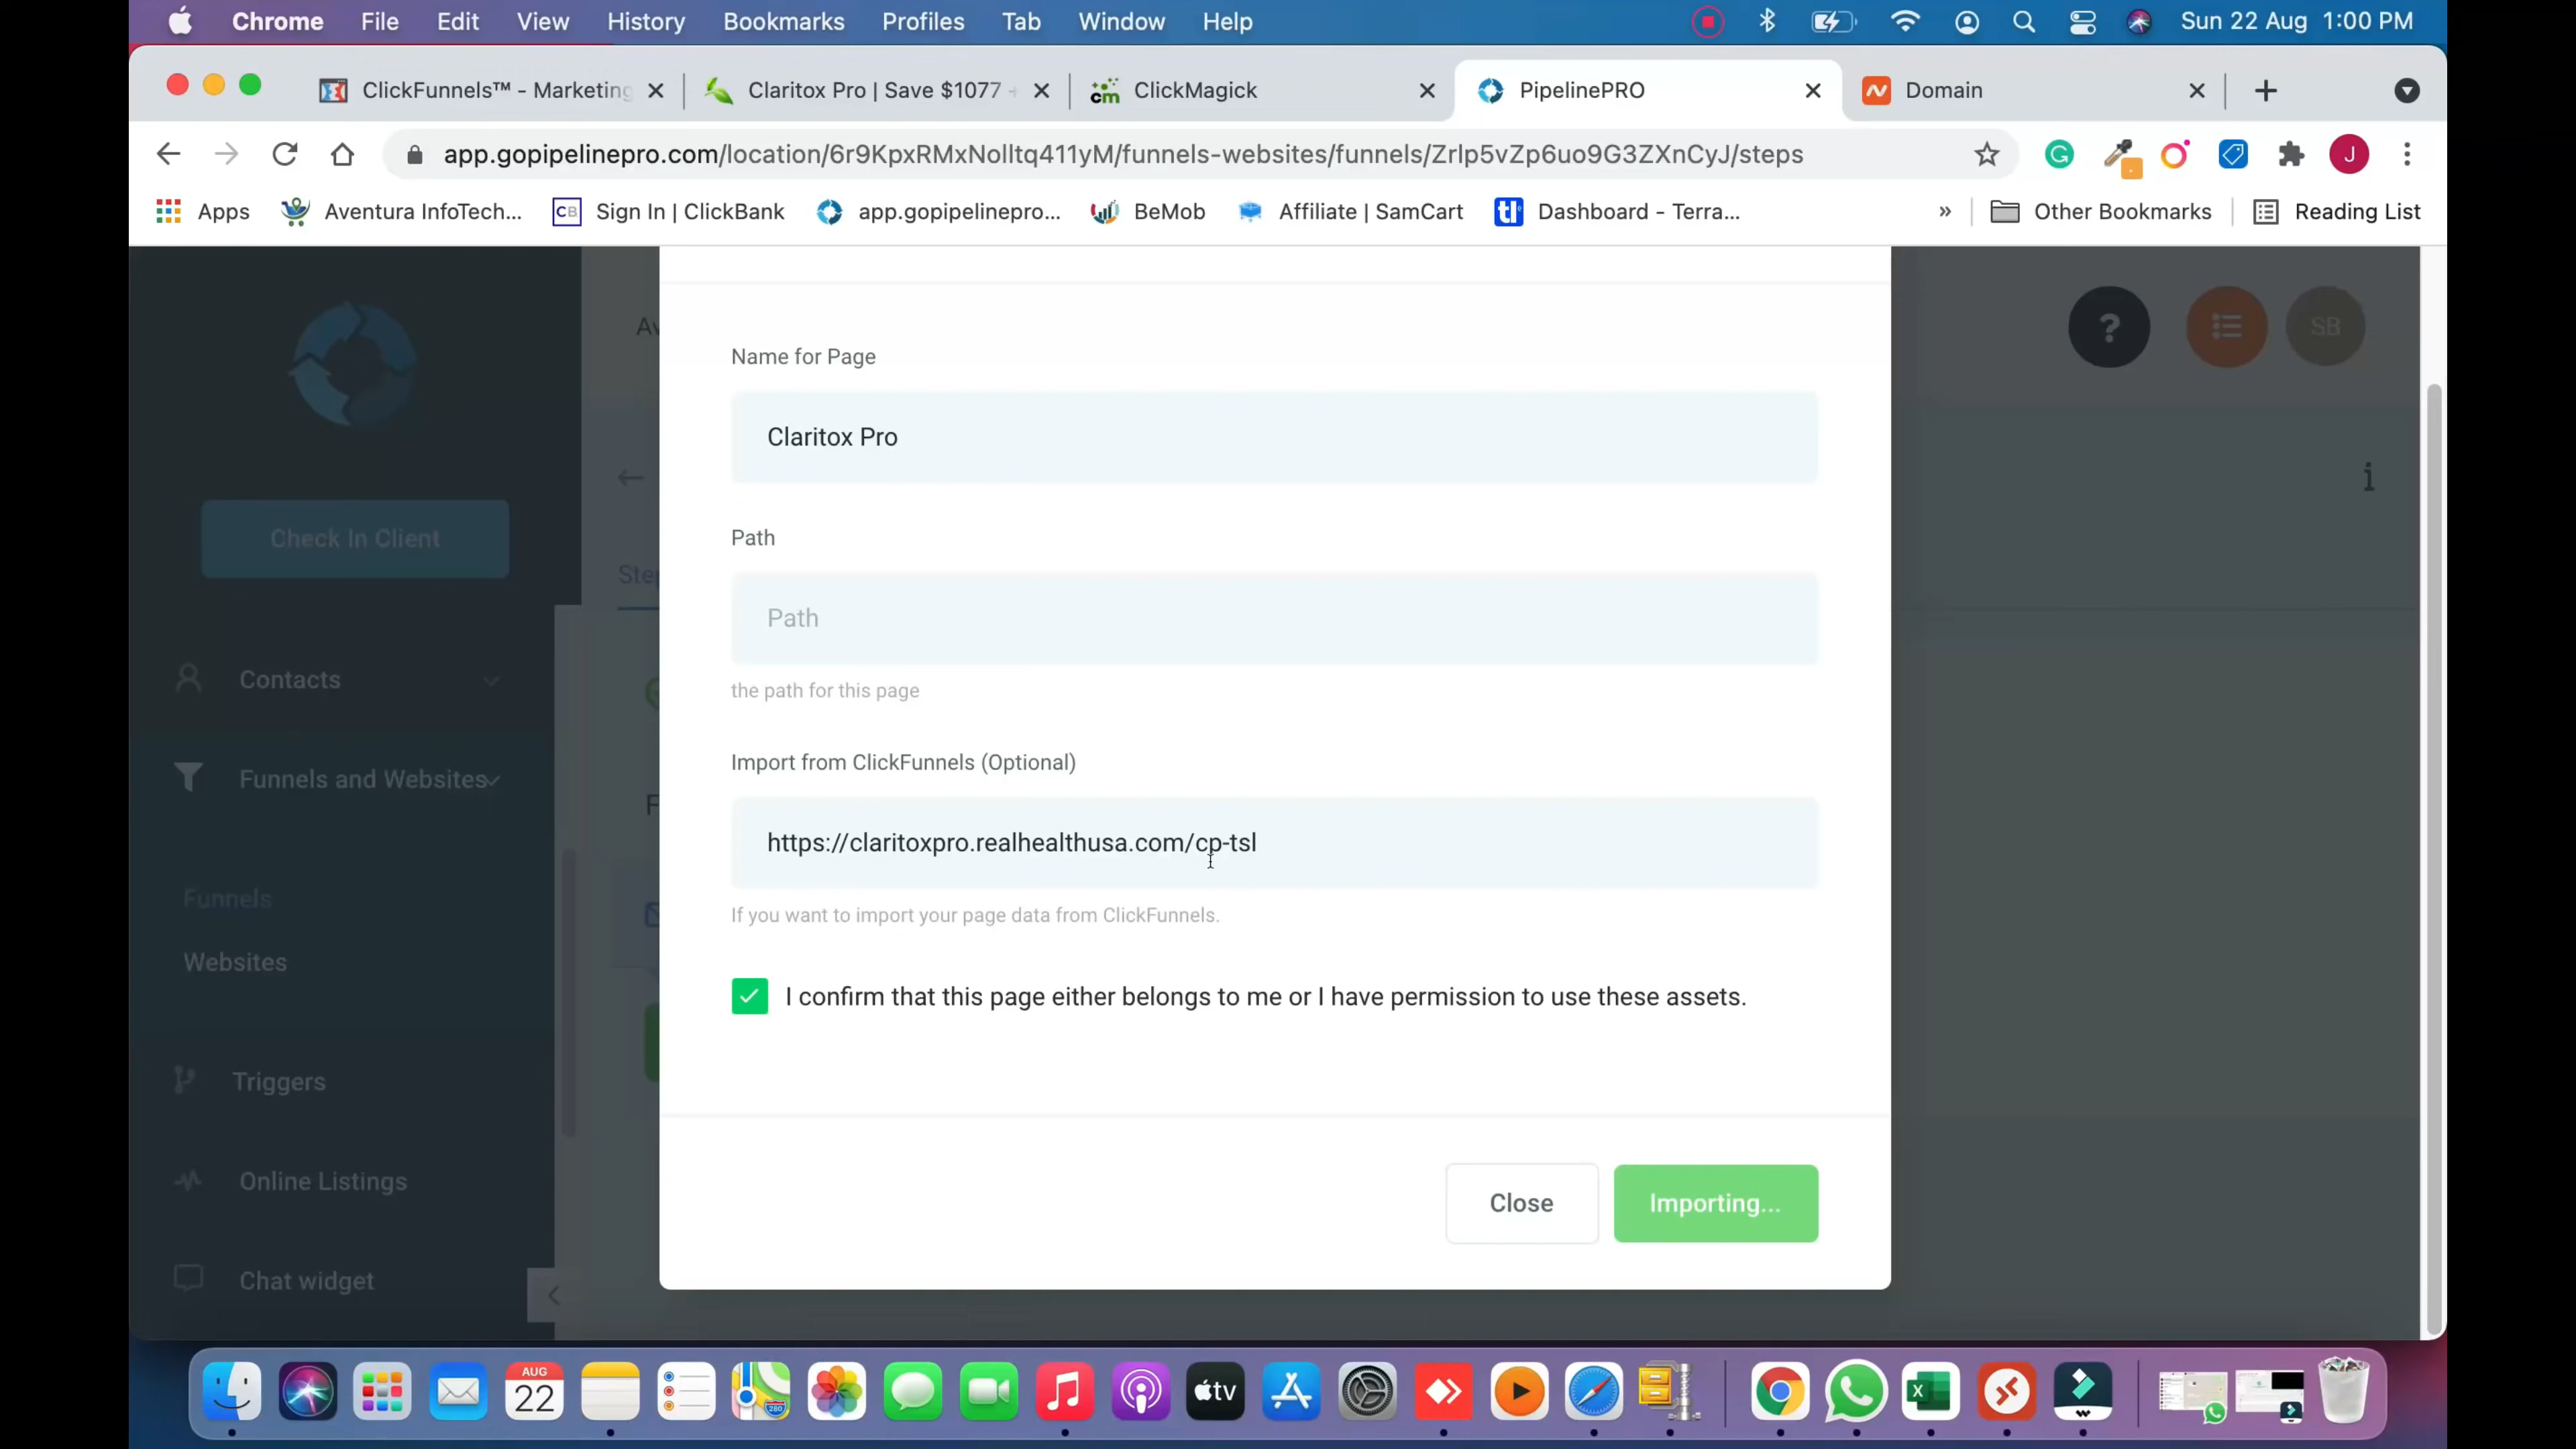 Chrome File Edit View History Bookmarks Profiles Tab Window Help Sun 22 Aug 1:00 PM
ClickFunnels™ - Marketing Claritox Pro | Save $1077 + ClickMagick PipelinePRO Domain
app.gopipelinepro.com/location/6r9KpxRMxNolltq411yM/funnels-websites/funnels/Zrlp5vZp6uo9G3ZXnCyJ/steps
J
Apps Aventura InfoTech... CB Sign In | ClickBank app.gopipelinepro... BeMob Affiliate | SamCart tl Dashboard - Terra... » Other Bookmarks Reading List
? SB
Check In Client
Contacts
Funnels and Websites
Funnels
Websites
Triggers
Online Listings
Chat widget
Name for Page
Claritox Pro
Path
Path
the path for this page
Import from ClickFunnels (Optional)
https://claritoxpro.realhealthusa.com/cp-tsl
If you want to import your page data from ClickFunnels.
I confirm that this page either belongs to me or I have permission to use these assets.
Close Importing...
AUG
22
tv